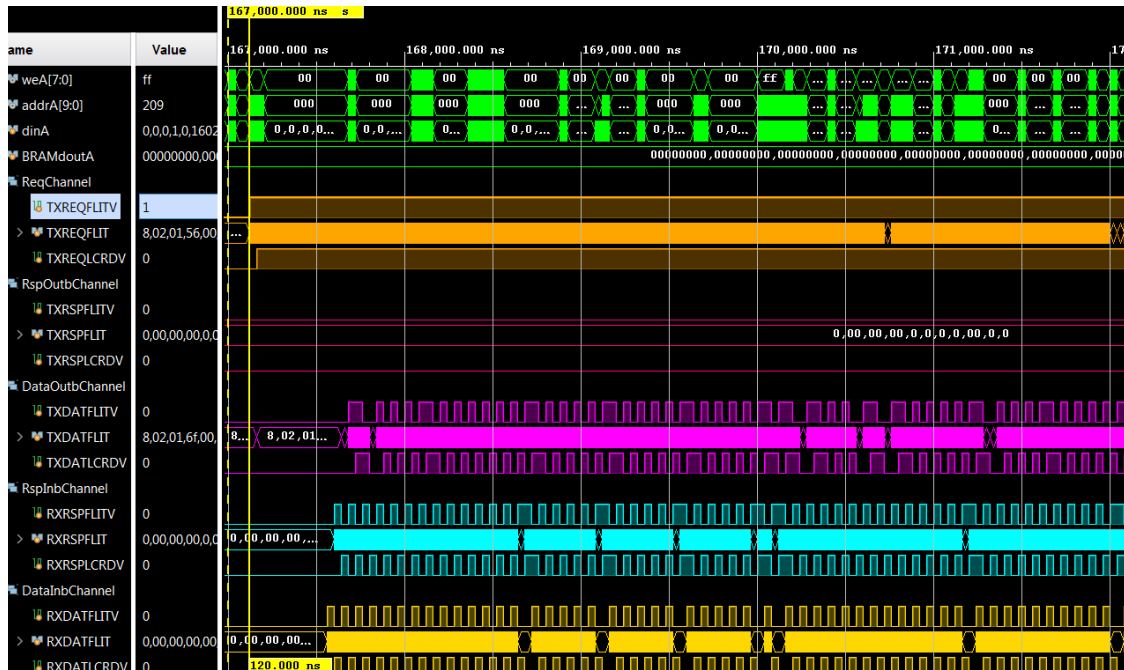 167,000.000 ns s
ame Value 167,000.000 ns 168,000.000 ns 169,000.000 ns 170,000.000 ns 171,000.000 ns 17
weA[7:0] ff 00 00 00 00 00 00 00 00 ff ... ... ... ... ... 00 00 00
addrA[9:0] 209 000 000 000 000 ... ... 000 000 ... ... ... 000 ... ...
dinA 0,0,0,1,0,1602 0,0,0,0... 0,0,... 0... 0,0,... ... ... 0,0... 0,0... ... ... ... ... 0... ... ...
BRAMdoutA 00000000,000 00000000,00000000,00000000,00000000,00000000,00000000,00000000,0000
ReqChannel
TXREQFLITV 1
> TXREQFLIT 8,02,01,56,00, ...
TXREQLCRDV 0
RspOutbChannel
TXRSPFLITV 0
> TXRSPFLIT 0,00,00,00,0,0 0,00,00,00,0,0,0,0,00,0,0
TXRSPLCRDV 0
DataOutbChannel
TXDATFLITV 0
> TXDATFLIT 8,02,01,6f,00, 8... 8,02,01...
TXDATLCRDV 0
RspInbChannel
RXRSPFLITV 0
> RXRSPFLIT 0,00,00,00,0,0 0,00,00,00,...
RXRSPLCRDV 0
DataInbChannel
RXDATFLITV 0
> RXDATFLIT 0,00,00,00,00, 0,00,00,00...
RXDATLCRDV 0 120.000 ns